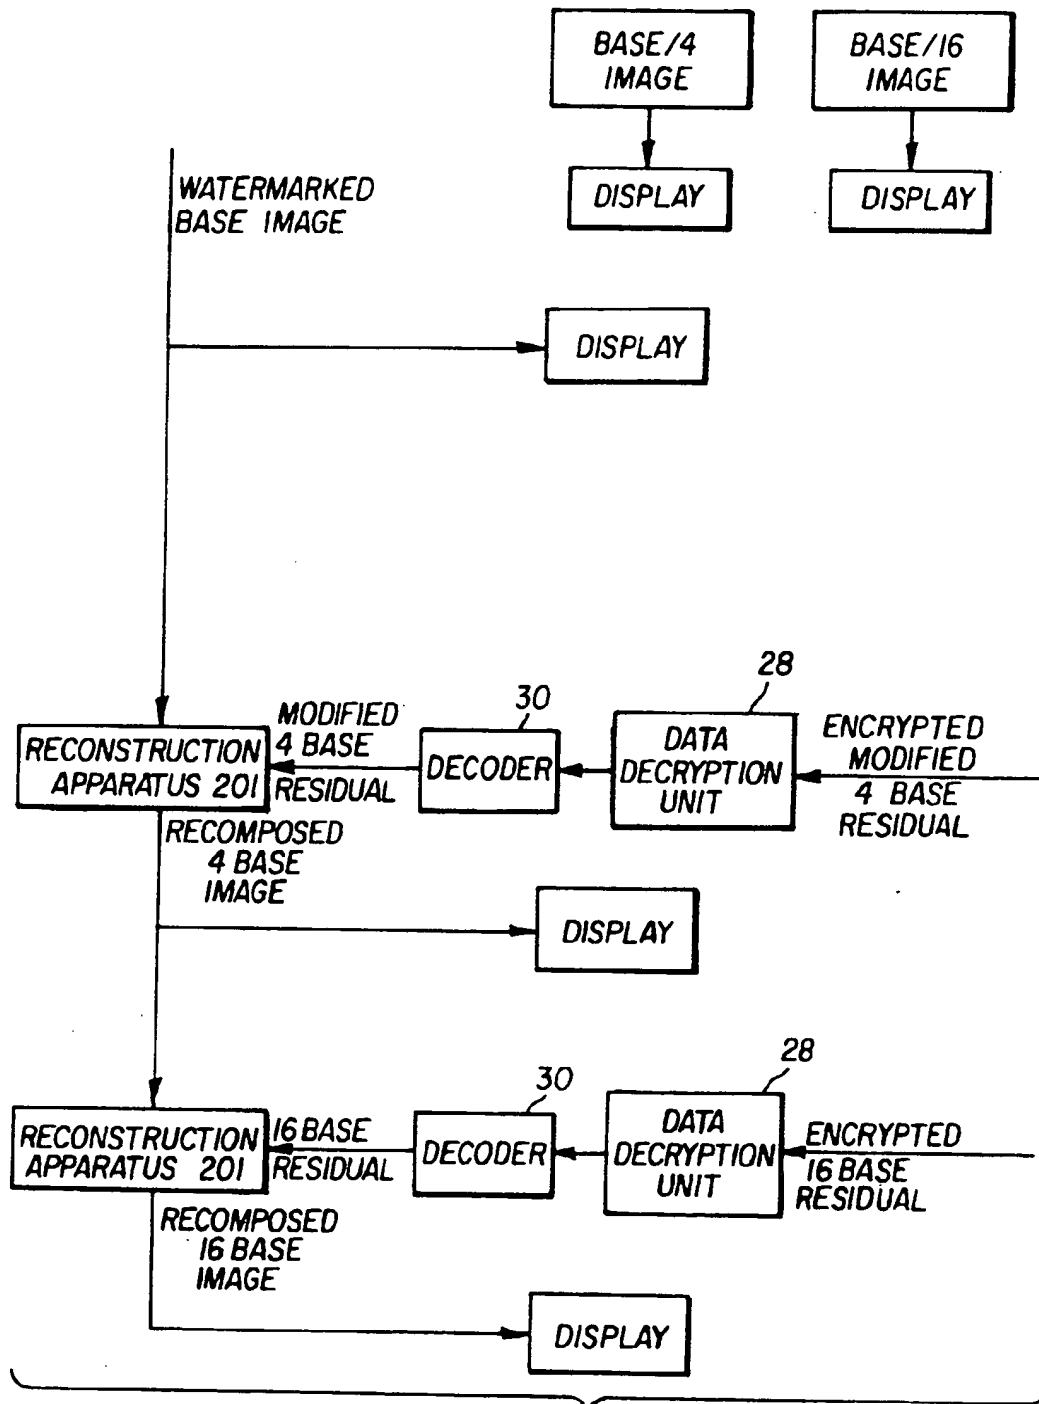 BASE/4
IMAGE
BASE/16
IMAGE
DISPLAY
DISPLAY
WATERMARKED
BASE IMAGE
DISPLAY
28
30
MODIFIED
4 BASE
RESIDUAL
RECONSTRUCTION
APPARATUS 201
DECODER
DATA
DECRYPTION
UNIT
ENCRYPTED
MODIFIED
4 BASE
RESIDUAL
RECOMPOSED
4 BASE
IMAGE
DISPLAY
28
30
RECONSTRUCTION
APPARATUS 201
16 BASE
RESIDUAL
DECODER
DATA
DECRYPTION
UNIT
ENCRYPTED
16 BASE
RESIDUAL
RECOMPOSED
16 BASE
IMAGE
DISPLAY